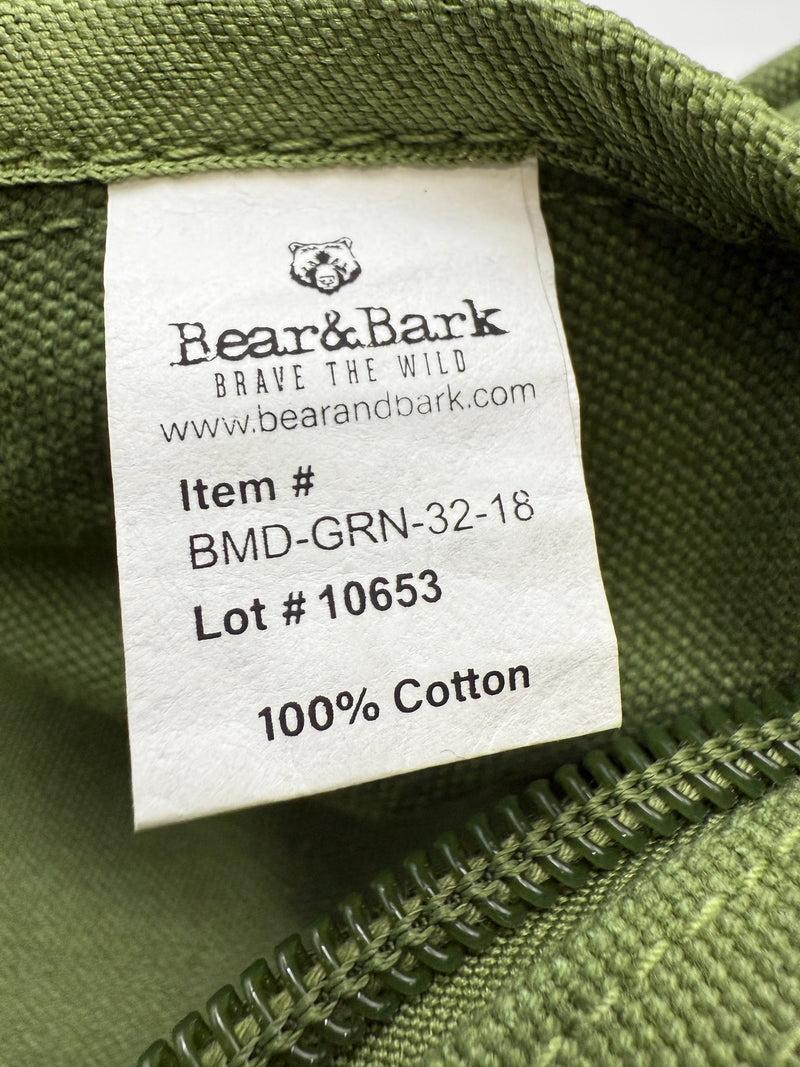 Bear&Bark
BRAVE THE WILD
www.bearandbark.com
Item #
BMD-GRN-32-18
Lot # 10653
100% Cotton